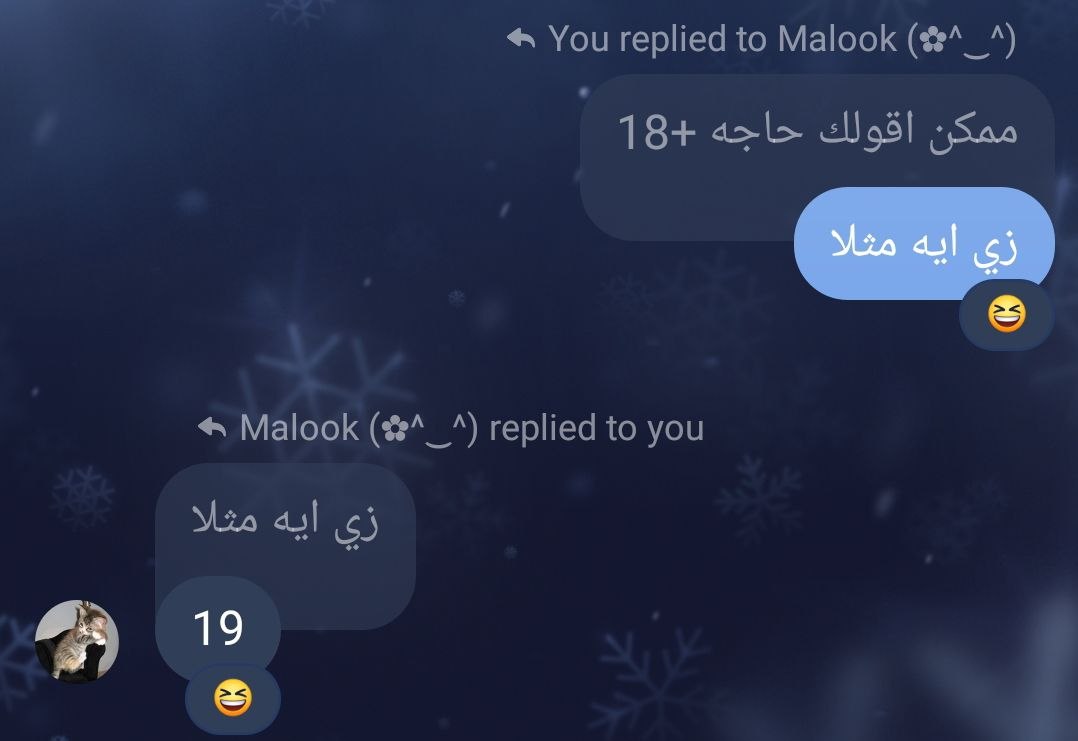 You replied to Malook (✿^‿^)
ممكن اقولك حاجه +18
زي ايه مثلا
😆
Malook (✿^‿^) replied to you
زي ايه مثلا
19
😆